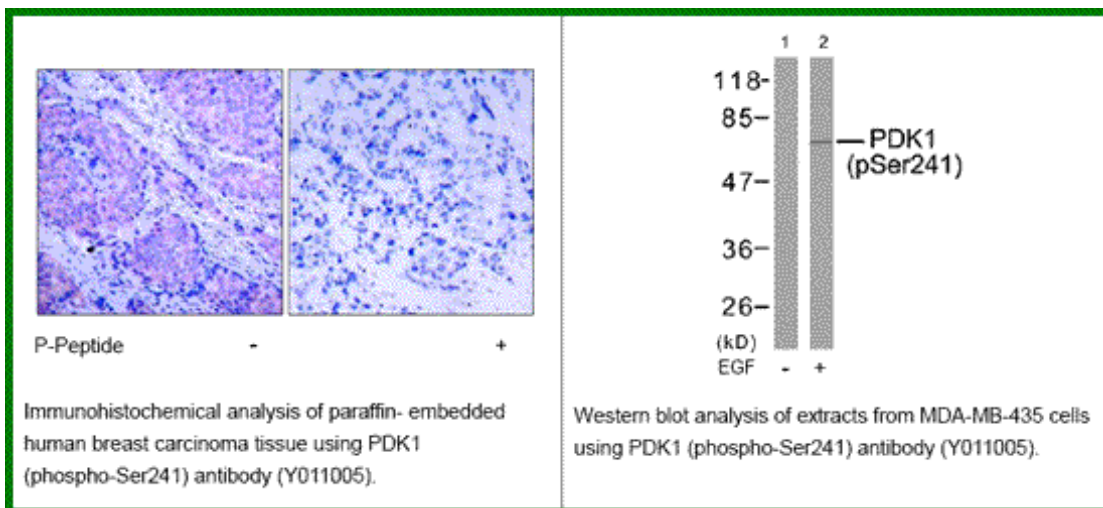 P-Peptide - +
Immunohistochemical analysis of paraffin- embedded
human breast carcinoma tissue using PDK1
(phospho-Ser241) antibody (Y011005).
1 2
118-
85-
PDK1
(pSer241)
47-
36-
26-
(kD)
EGF - +
Western blot analysis of extracts from MDA-MB-435 cells
using PDK1 (phospho-Ser241) antibody (Y011005).